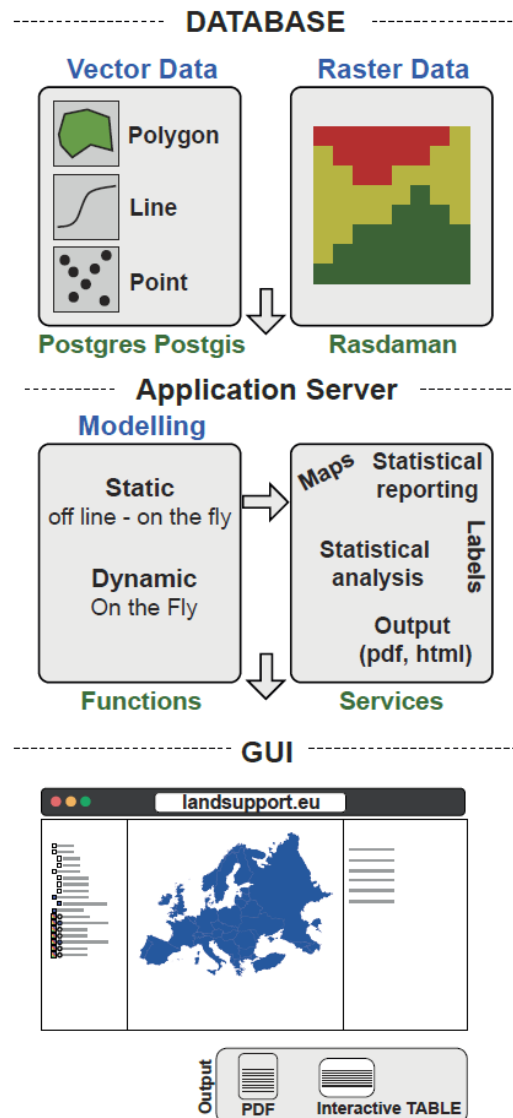 DATABASE
Vector Data
Raster Data
Polygon
Line
Point
Postgres Postgis
Rasdaman
Application Server
Modelling
Static
off line - on the fly
Dynamic
On the Fly
Maps
Statistical
reporting
Statistical
analysis
Labels
Output
(pdf, html)
Functions
Services
GUI
landsupport.eu
Output
PDF
Interactive TABLE